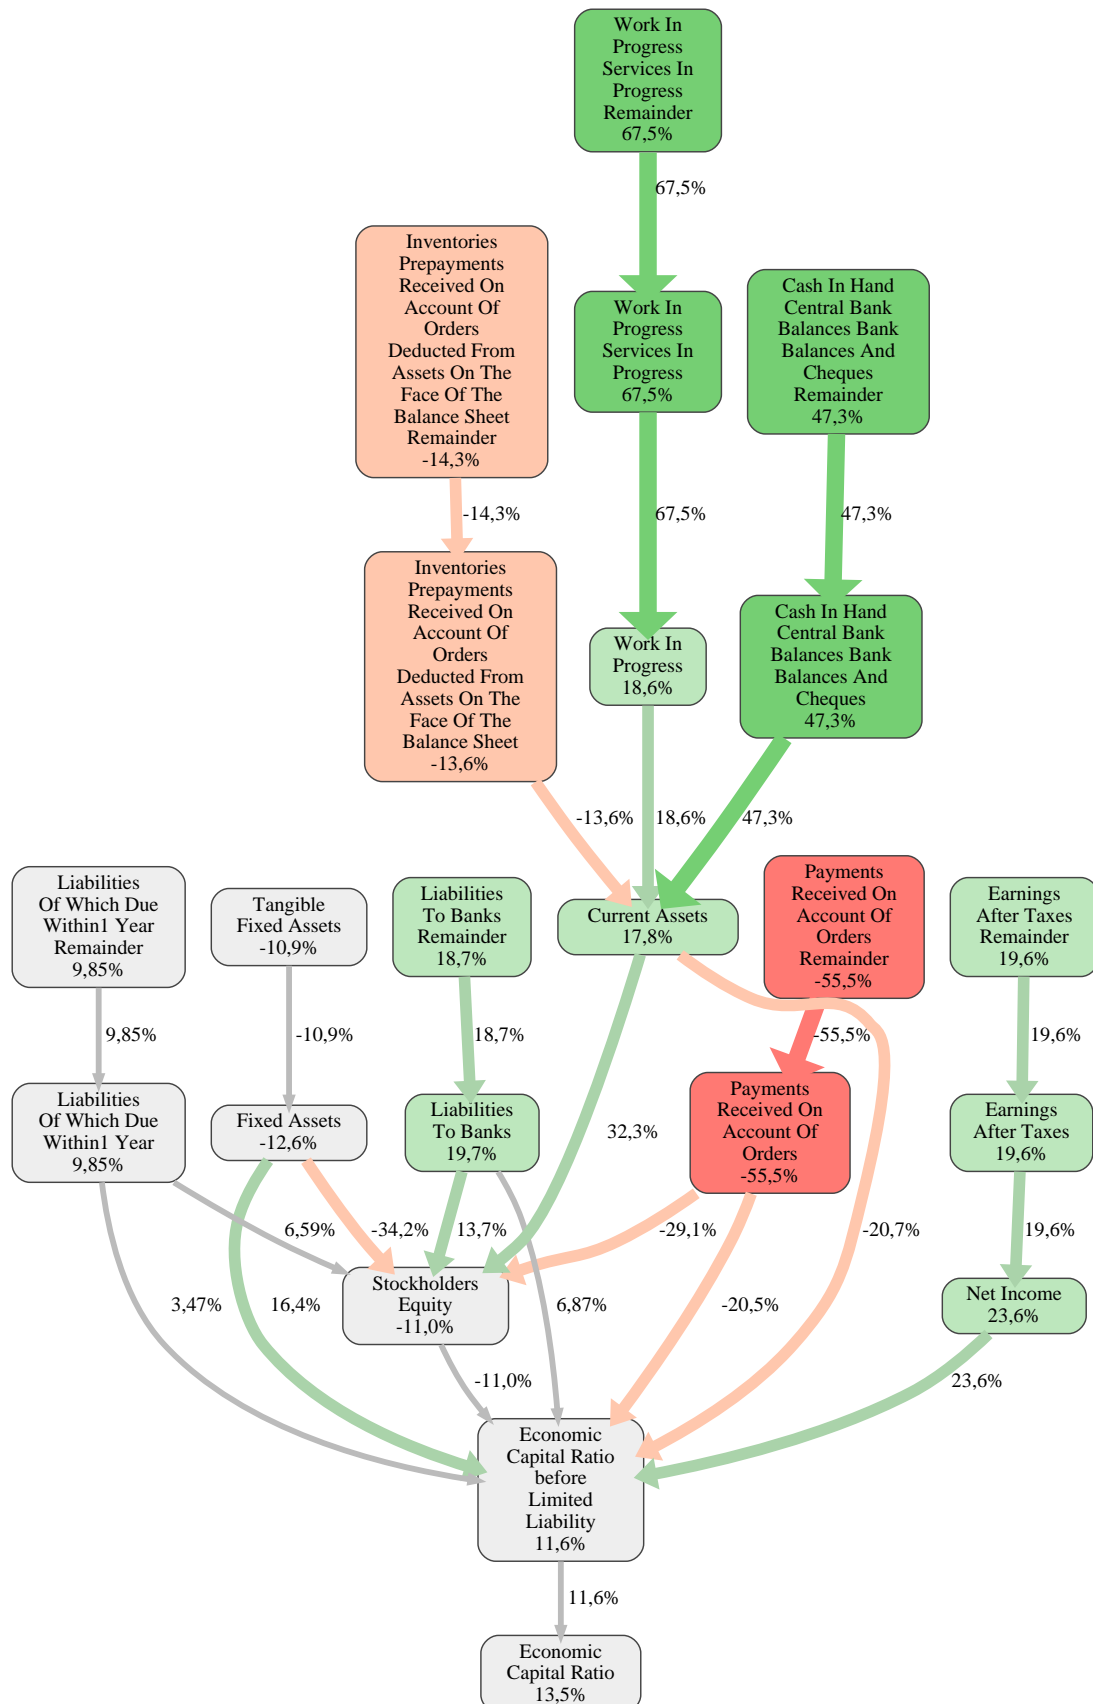 Work In
Progress
Services In
Progress
Remainder
67,5%
67,5%
Inventories
Prepayments
Received On
Account Of
Orders
Deducted From
Assets On The
Face Of The
Balance Sheet
Remainder
-14,3%
Work In
Progress
Services In
Progress
67,5%
Cash In Hand
Central Bank
Balances Bank
Balances And
Cheques
Remainder
47,3%
-14,3%
67,5%
47,3%
Inventories
Prepayments
Received On
Account Of
Orders
Deducted From
Assets On The
Face Of The
Balance Sheet
-13,6%
Work In
Progress
18,6%
Cash In Hand
Central Bank
Balances Bank
Balances And
Cheques
47,3%
-13,6%
18,6%
47,3%
Liabilities
Of Which Due
Within1 Year
Remainder
9,85%
Tangible
Fixed Assets
-10,9%
Liabilities
To Banks
Remainder
18,7%
Current Assets
17,8%
Payments
Received On
Account Of
Orders
Remainder
-55,5%
Earnings
After Taxes
Remainder
19,6%
9,85%
-10,9%
18,7%
-55,5%
19,6%
Liabilities
Of Which Due
Within1 Year
9,85%
Fixed Assets
-12,6%
Liabilities
To Banks
19,7%
32,3%
Payments
Received On
Account Of
Orders
-55,5%
Earnings
After Taxes
19,6%
6,59%
-34,2%
13,7%
-29,1%
-20,7%
19,6%
3,47%
16,4%
Stockholders
Equity
-11,0%
6,87%
-20,5%
Net Income
23,6%
-11,0%
23,6%
Economic
Capital Ratio
before
Limited
Liability
11,6%
11,6%
Economic
Capital Ratio
13,5%